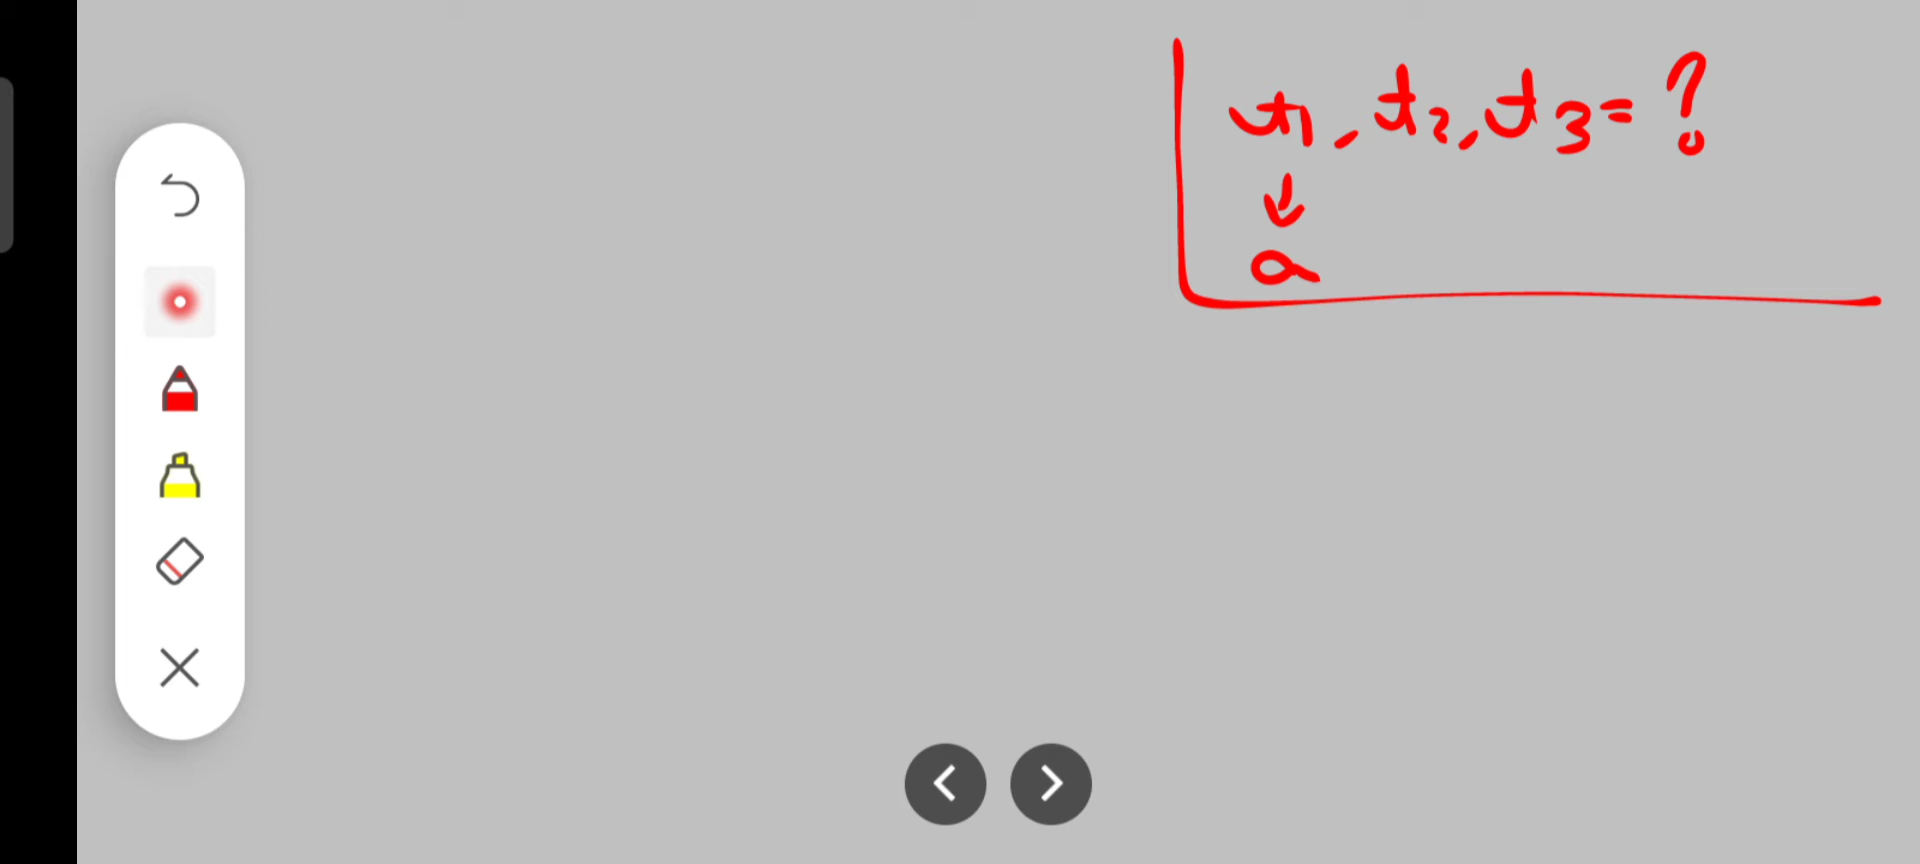 t1, t2, t3 = ?
↓
a